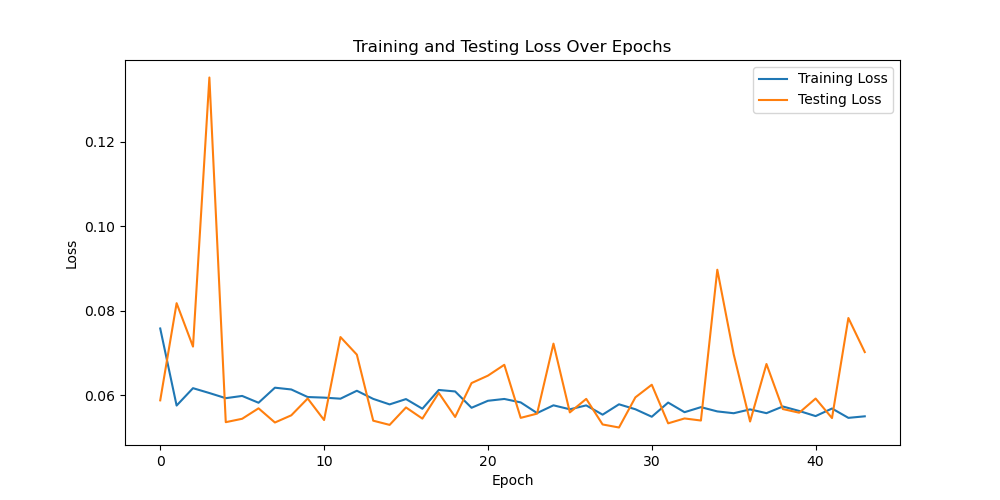 Training and Testing Loss Over Epochs
Training Loss
Testing Loss
0.12
0.10
0.08
0.06
Loss
0
10
20
30
40
Epoch